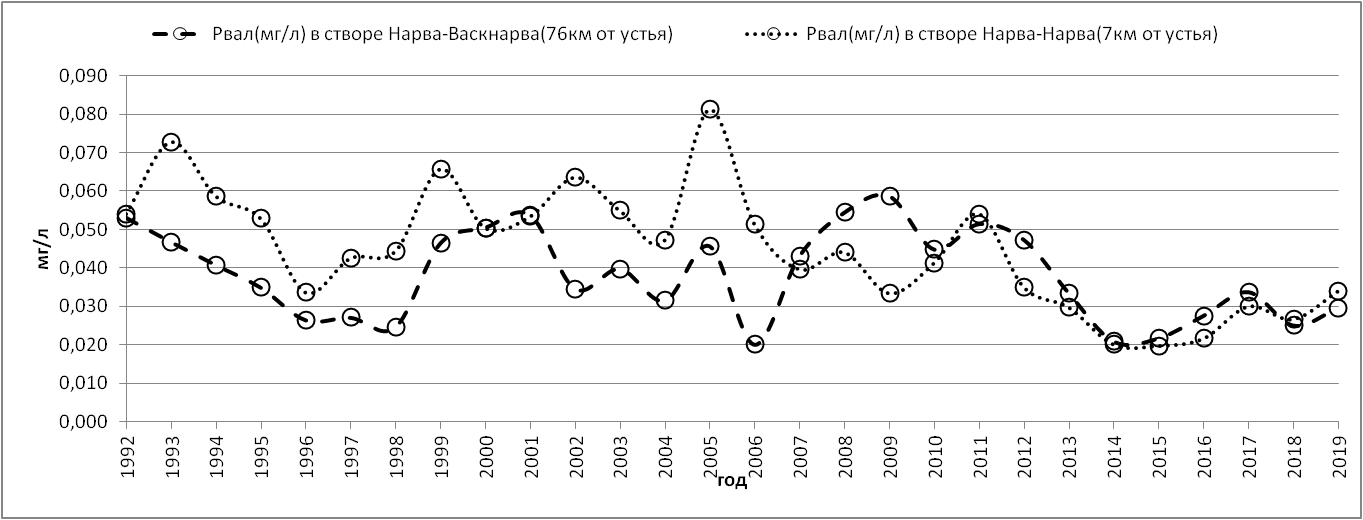 Рвал(мг/л) в створе Нарва-Васкнарва(76км от устья) Рвал(мг/л) в створе Нарва-Нарва(7км от устья)
0,090
0,080
0,070
0,060
0,050
0,040
0,030
0,020
0,010
0,000
мг/л
1992 1993 1994 1995 1996 1997 1998 1999 2000 2001 2002 2003 2004 2005 2006 2007 2008 2009 2010 2011 2012 2013 2014 2015 2016 2017 2018 2019
год